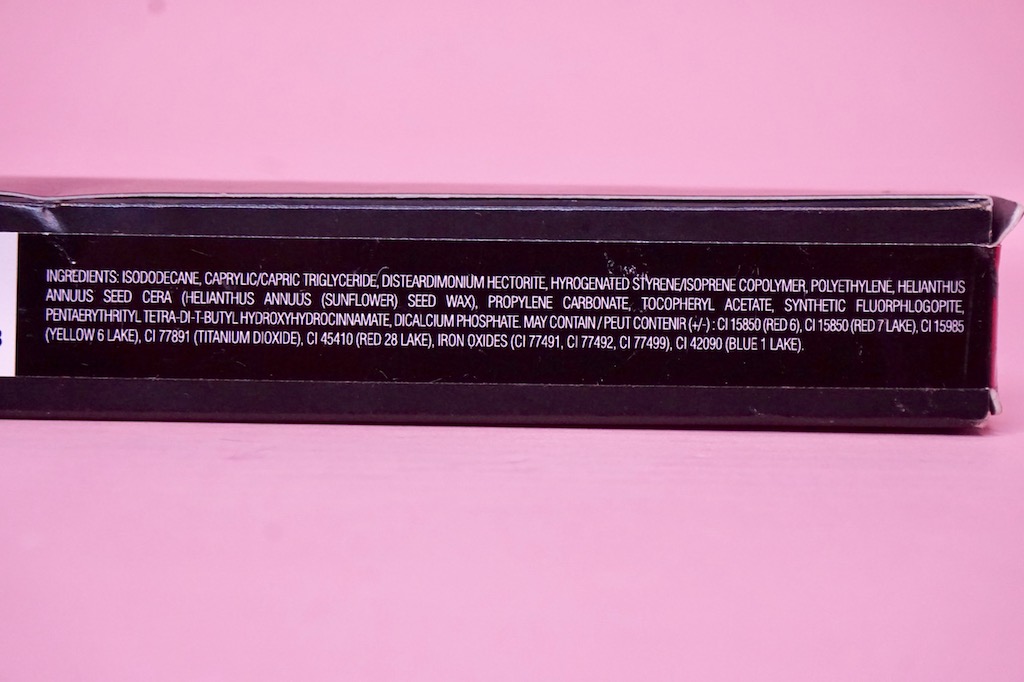 INGREDIENTS: ISODODECANE, CAPRYLIC/CAPRIC TRIGLYCERIDE, DISTEARDIMONIUM HECTORITE, HYROGENATED STYRENE/ISOPRENE COPOLYMER, POLYETHYLENE, HELIANTHUS
ANNUUS SEED CERA (HELIANTHUS ANNUUS (SUNFLOWER) SEED WAX), PROPYLENE CARBONATE, TOCOPHERYL ACETATE, SYNTHETIC FLUORPHLOGOPITE,
PENTAERYTHRITYL TETRA-DI-T-BUTYL HYDROXYHYDROCINNAMATE, DICALCIUM PHOSPHATE. MAY CONTAIN / PEUT CONTENIR (+/-) : CI 15850 (RED 6), CI 15850 (RED 7 LAKE), CI 15985
(YELLOW 6 LAKE), CI 77891 (TITANIUM DIOXIDE), CI 45410 (RED 28 LAKE), IRON OXIDES (CI 77491, CI 77492, CI 77499), CI 42090 (BLUE 1 LAKE).